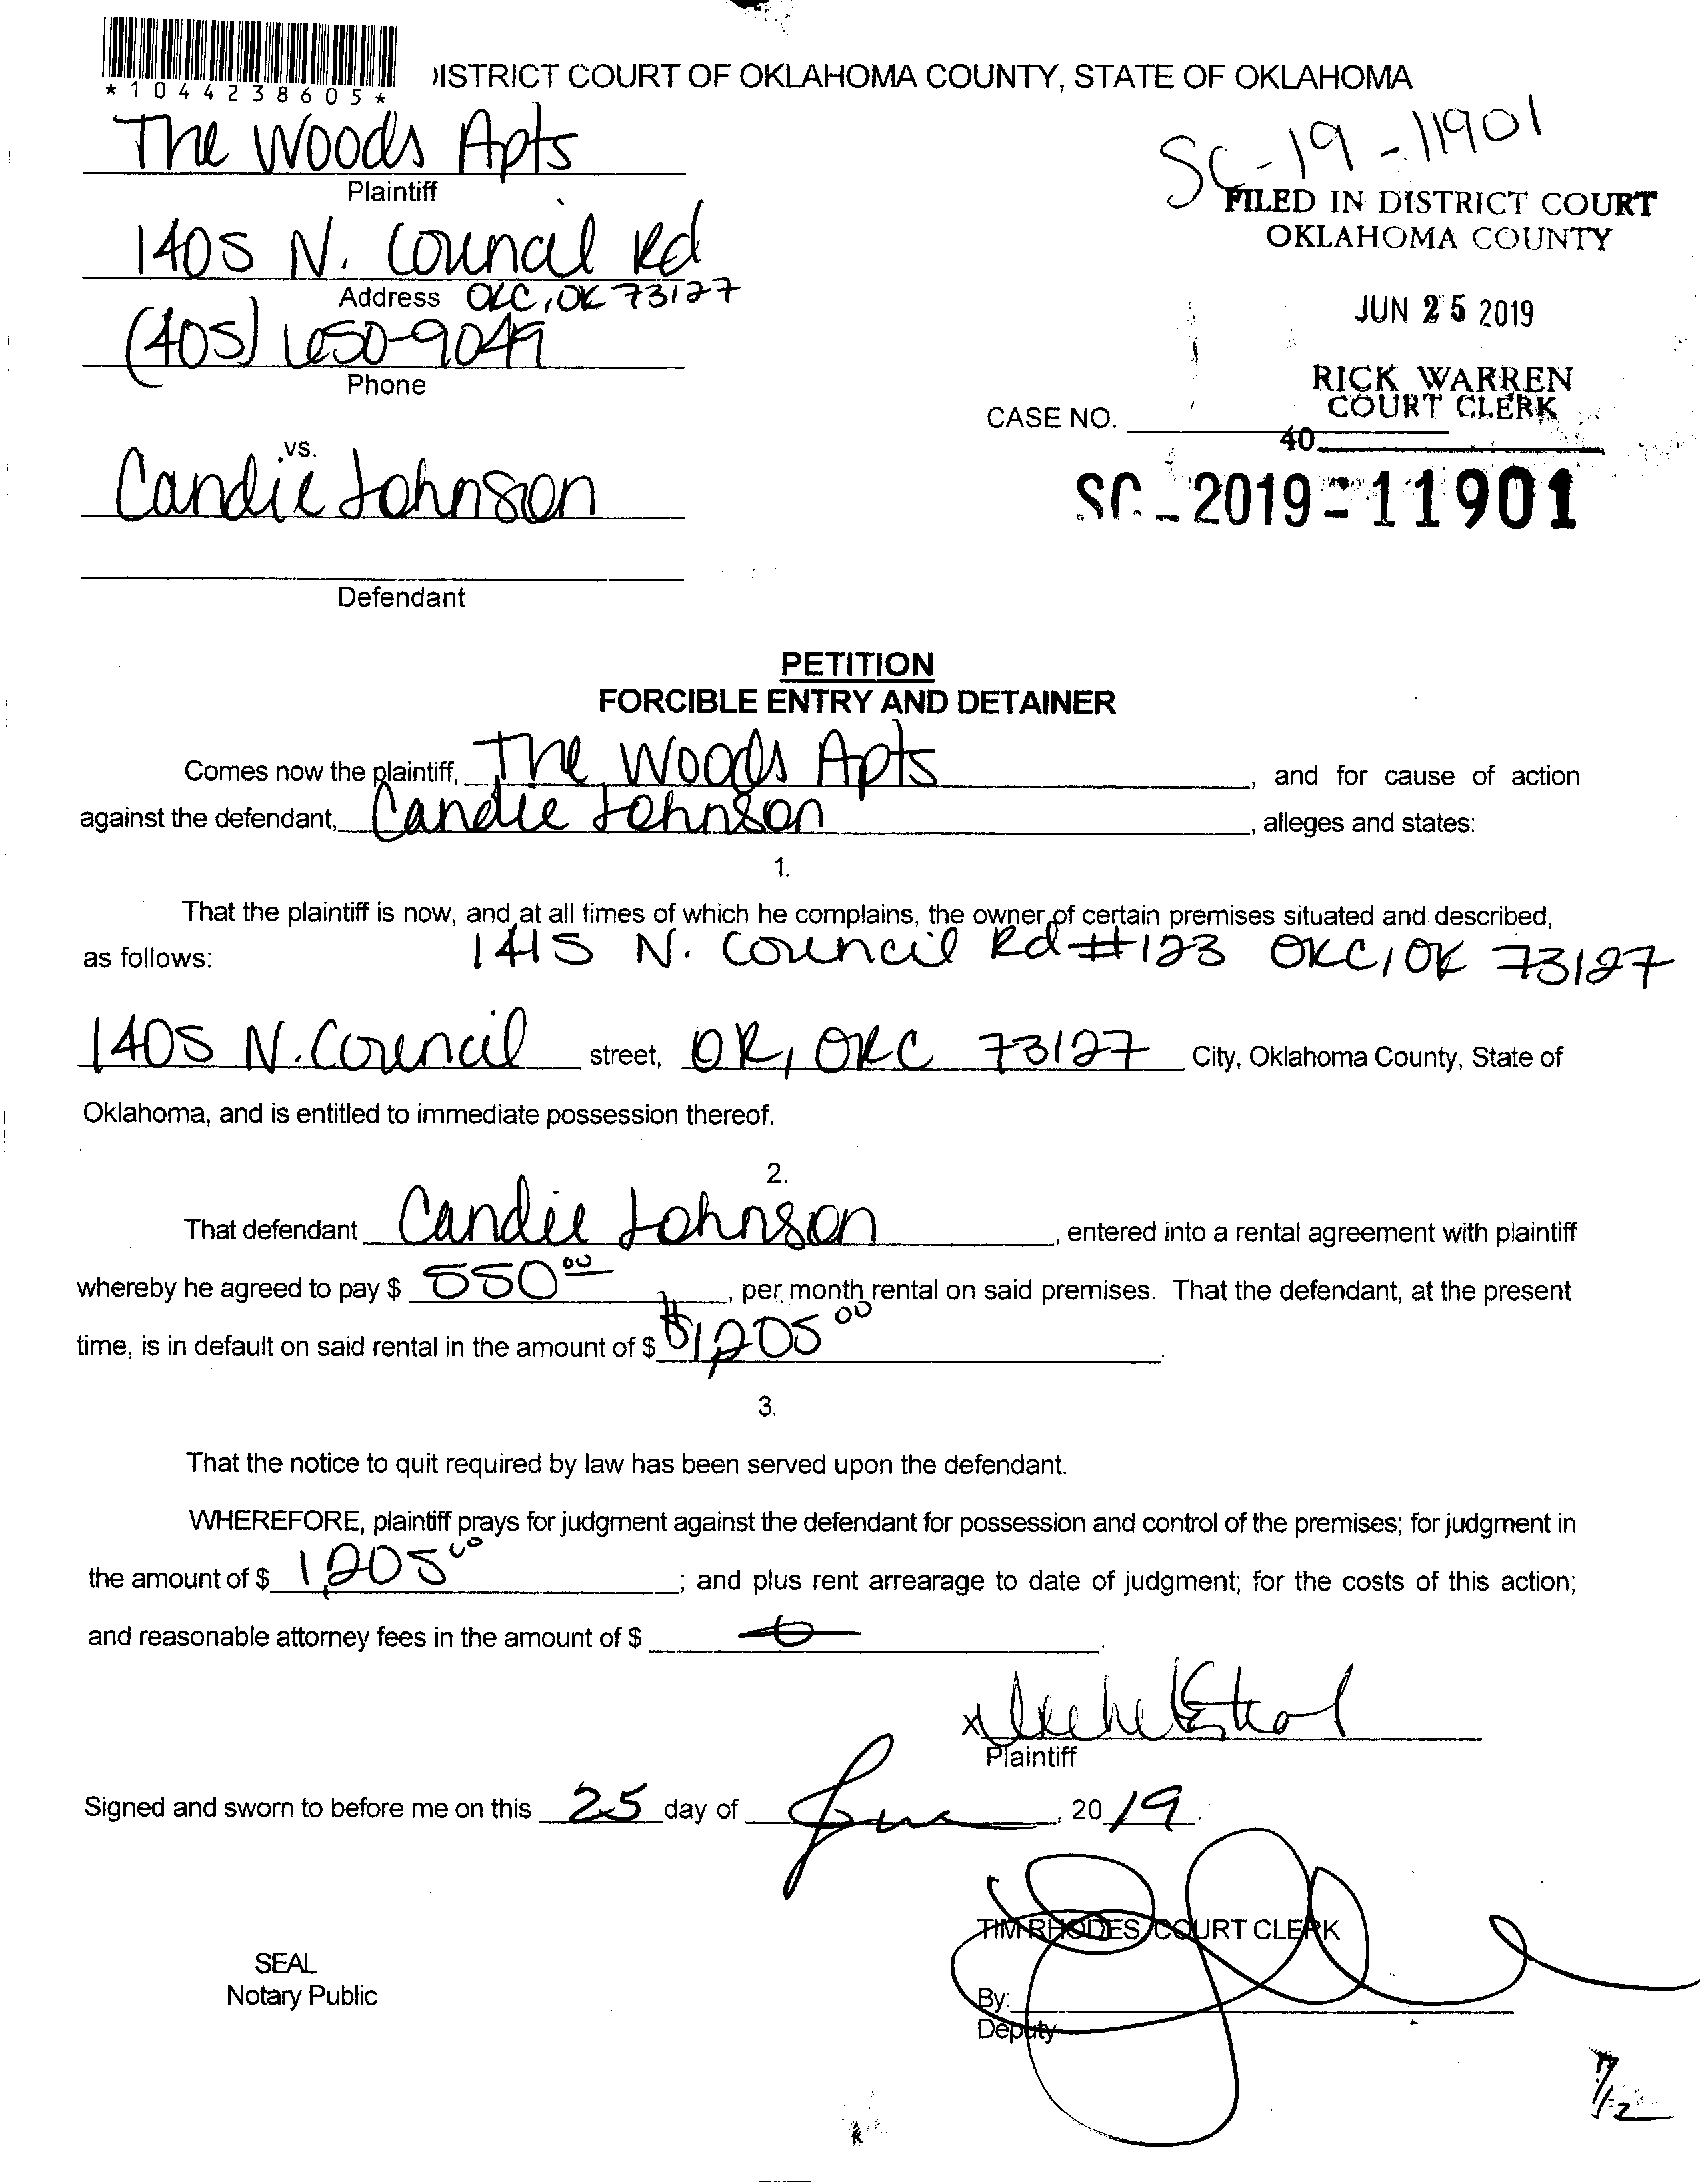 *1044238605*
DISTRICT COURT OF OKLAHOMA COUNTY, STATE OF OKLAHOMA
The Woods Apts
Plaintiff
SC-19-11901
FILED IN DISTRICT COURT
OKLAHOMA COUNTY
1405 N. Council Rd
Address OKC, OK 73127
JUN 25 2019
(405) 650-9049
Phone
RICK WARREN
COURT CLERK
CASE NO.
40
vs.
Candie Johnson
SC-2019-11901
Defendant
PETITION
FORCIBLE ENTRY AND DETAINER
Comes now the plaintiff, The Woods Apts, and for cause of action
against the defendant, Candie Johnson, alleges and states:
1.
That the plaintiff is now, and at all times of which he complains, the owner of certain premises situated and described,
as follows: 1415 N. Council Rd #123 OKC, OK 73127
1405 N. Council street, OK, OKC 73127 City, Oklahoma County, State of
Oklahoma, and is entitled to immediate possession thereof.
2.
That defendant Candie Johnson, entered into a rental agreement with plaintiff
whereby he agreed to pay $ 550 00, per month rental on said premises. That the defendant, at the present
time, is in default on said rental in the amount of $ $1,205 00.
3.
That the notice to quit required by law has been served upon the defendant.
WHEREFORE, plaintiff prays for judgment against the defendant for possession and control of the premises; for judgment in
the amount of $ 1,205 00; and plus rent arrearage to date of judgment; for the costs of this action;
and reasonable attorney fees in the amount of $ 0.
x
Plaintiff
Signed and sworn to before me on this 25 day of June, 2019.
TIM RHODES, COURT CLERK
SEAL
Notary Public
By:
Deputy
7/12